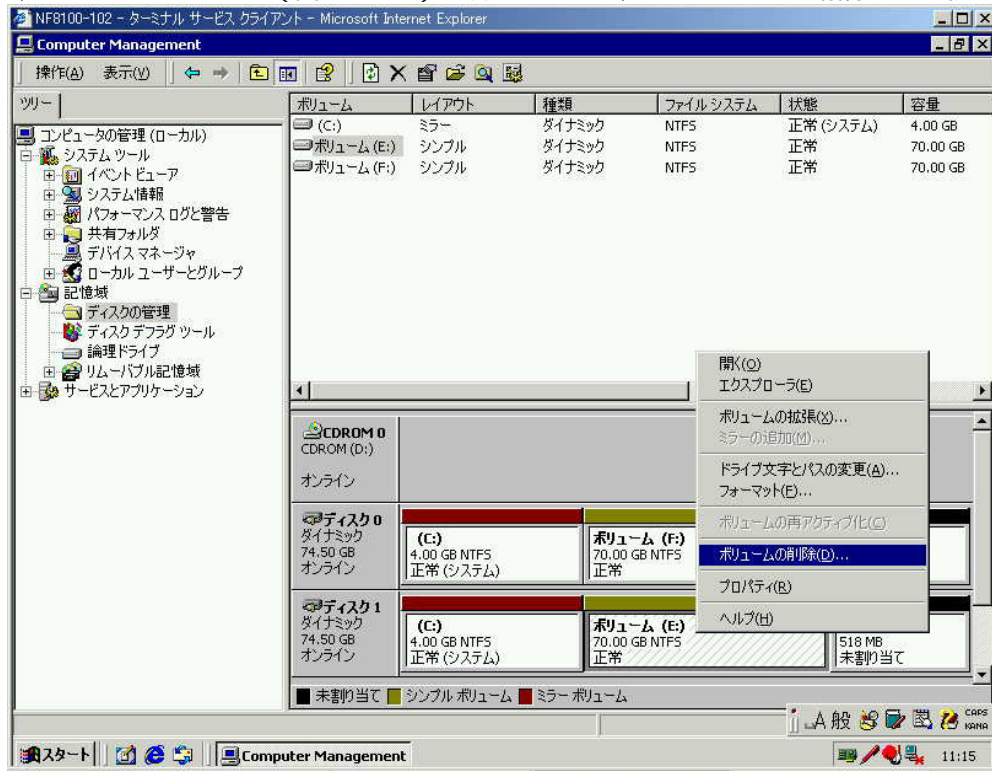 NF8100-102 - ターミナル サービス クライアント - Microsoft Internet Explorer
Computer Management
操作(A) 表示(V)
ツリー
コンピュータの管理 (ローカル)
システム ツール
イベント ビューア
システム情報
パフォーマンス ログと警告
共有フォルダ
デバイス マネージャ
ローカル ユーザーとグループ
記憶域
ディスクの管理
ディスク デフラグ ツール
論理ドライブ
リムーバブル記憶域
サービスとアプリケーション
ボリューム レイアウト 種類 ファイル システム 状態 容量
(C:) ミラー ダイナミック NTFS 正常 (システム) 4.00 GB
ボリューム (E:) シンプル ダイナミック NTFS 正常 70.00 GB
ボリューム (F:) シンプル ダイナミック NTFS 正常 70.00 GB
開く(O)
エクスプローラ(E)
ボリュームの拡張(X)...
ミラーの追加(M)...
ドライブ文字とパスの変更(A)...
フォーマット(F)...
ボリュームの再アクティブ化(C)
ボリュームの削除(D)...
プロパティ(R)
ヘルプ(H)
CDROM 0
CDROM (D:)
オンライン
ディスク 0
ダイナミック
74.50 GB
オンライン
(C:)
4.00 GB NTFS
正常 (システム)
ボリューム (F:)
70.00 GB NTFS
正常
ディスク 1
ダイナミック
74.50 GB
オンライン
(C:)
4.00 GB NTFS
正常 (システム)
ボリューム (E:)
70.00 GB NTFS
正常
518 MB
未割り当て
未割り当て シンプル ボリューム ミラー ボリューム
A 般 CAPS KANA
スタート Computer Management 11:15